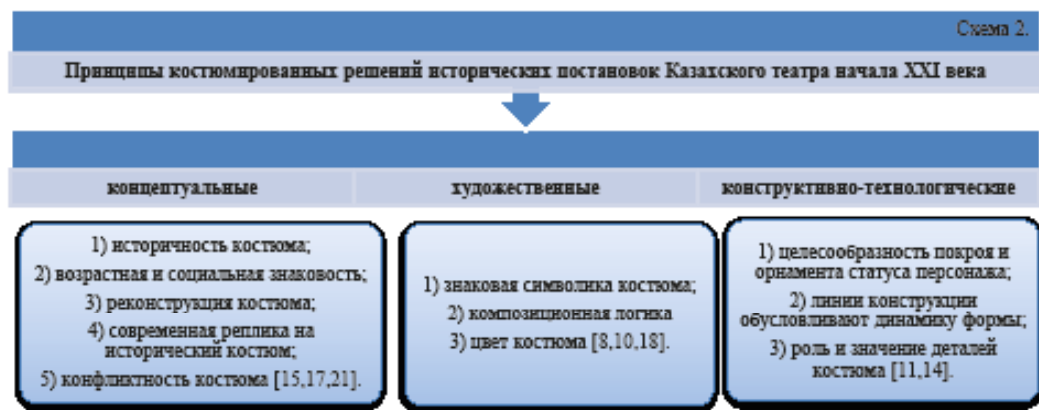 Схема 2.
Принципы костюмированных решений исторических постановок Казахского театра начала XXI века
концептуальные
художественные
конструктивно-технологические
1) историчность костюма;
2) возрастная и социальная знаковость;
3) реконструкция костюма;
4) современная реплика на
исторический костюм;
5) конфликтность костюма [15,17,21].
1) знаковая символика костюма;
2) композиционная логика
3) цвет костюма [8,10,18].
1) целесообразность покроя и
орнамента статуса персонажа;
2) линии конструкции
обусловливают динамику формы;
3) роль и значение деталей
костюма [11,14].